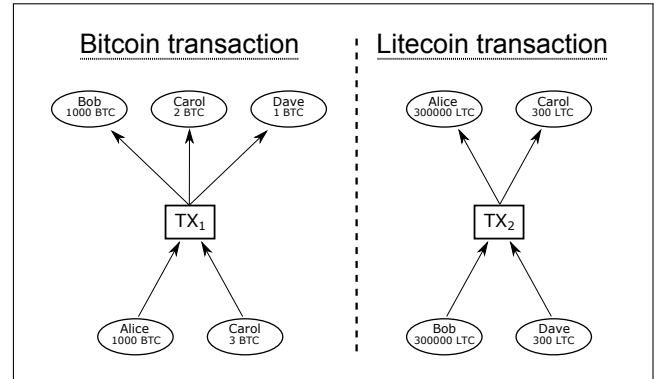 Bitcoin transaction
Bob
1000 BTC
Carol
2 BTC
Dave
1 BTC
TX₁
Alice
1000 BTC
Carol
3 BTC
Litecoin transaction
Alice
300000 LTC
Carol
300 LTC
TX₂
Bob
300000 LTC
Dave
300 LTC